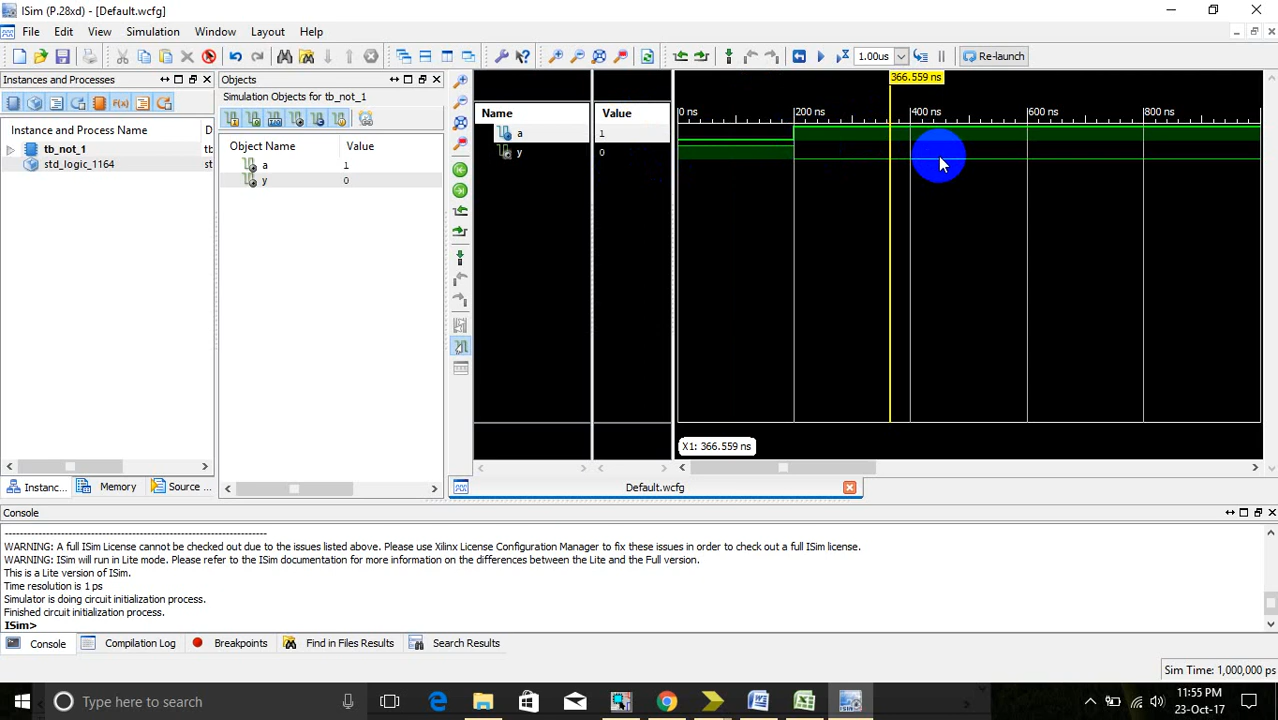 ISim (P.28xd) - [Default.wcfg]
File Edit View Simulation Window Layout Help
1.00us Re-launch
Instances and Processes
Instance and Process Name D
tb_not_1 tb
std_logic_1164 st
Instanc... Memory Source ...
Objects
Simulation Objects for tb_not_1
Object Name Value
a 1
y 0
Name Value
a 1
y 0
366.559 ns
0 ns 200 ns 400 ns 600 ns 800 ns
X1: 366.559 ns
Default.wcfg
Console
WARNING: A full ISim License cannot be checked out due to the issues listed above. Please use Xilinx License Configuration Manager to fix these issues in order to check out a full ISim license.
WARNING: ISim will run in Lite mode. Please refer to the ISim documentation for more information on the differences between the Lite and the Full version.
This is a Lite version of ISim.
Time resolution is 1 ps
Simulator is doing circuit initialization process.
Finished circuit initialization process.
ISim>
Console Compilation Log Breakpoints Find in Files Results Search Results
Sim Time: 1,000,000 ps
Type here to search
11:55 PM
23-Oct-17